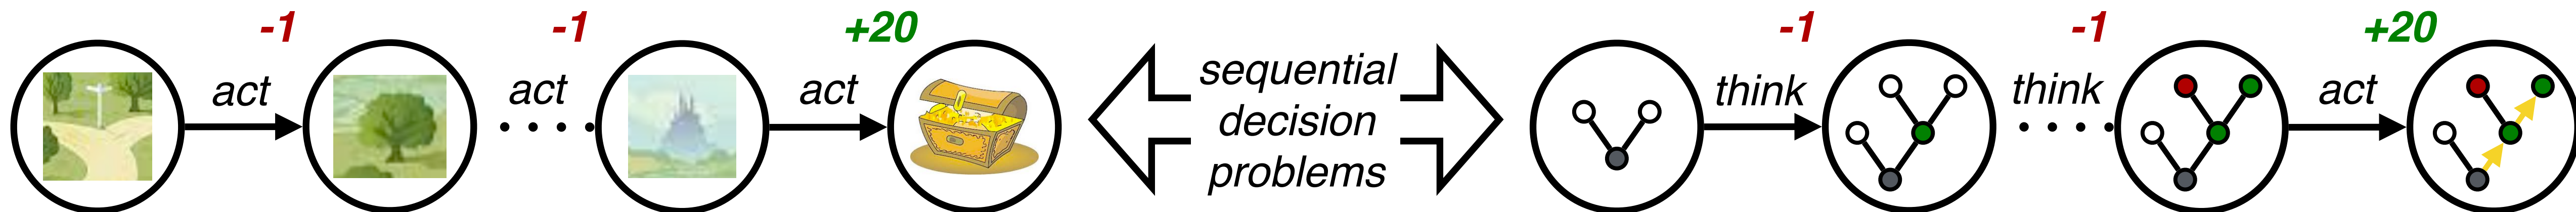 -1
-1
+20
act
act
act
sequential
decision
problems
-1
-1
+20
think
think
act